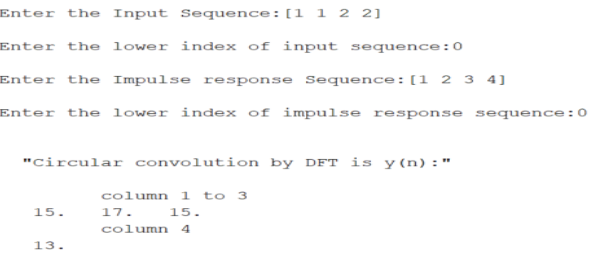 Enter the Input Sequence:[1 1 2 2]
Enter the lower index of input sequence:0
Enter the Impulse response Sequence:[1 2 3 4]
Enter the lower index of impulse response sequence:0
"Circular convolution by DFT is y(n):"
column 1 to 3
15. 17. 15.
column 4
13.